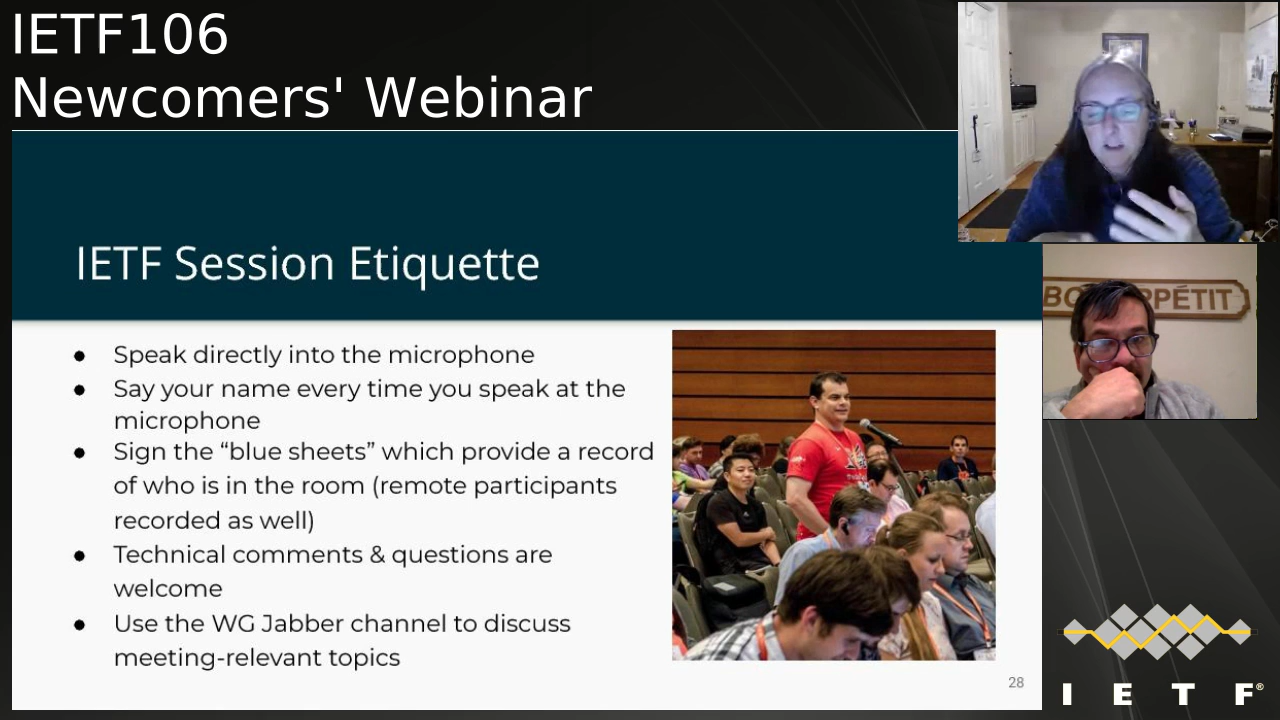 IETF106
Newcomers' Webinar
IETF Session Etiquette
● Speak directly into the microphone
● Say your name every time you speak at the
microphone
● Sign the “blue sheets” which provide a record
of who is in the room (remote participants
recorded as well)
● Technical comments & questions are
welcome
● Use the WG Jabber channel to discuss
meeting-relevant topics
28
I E T F®